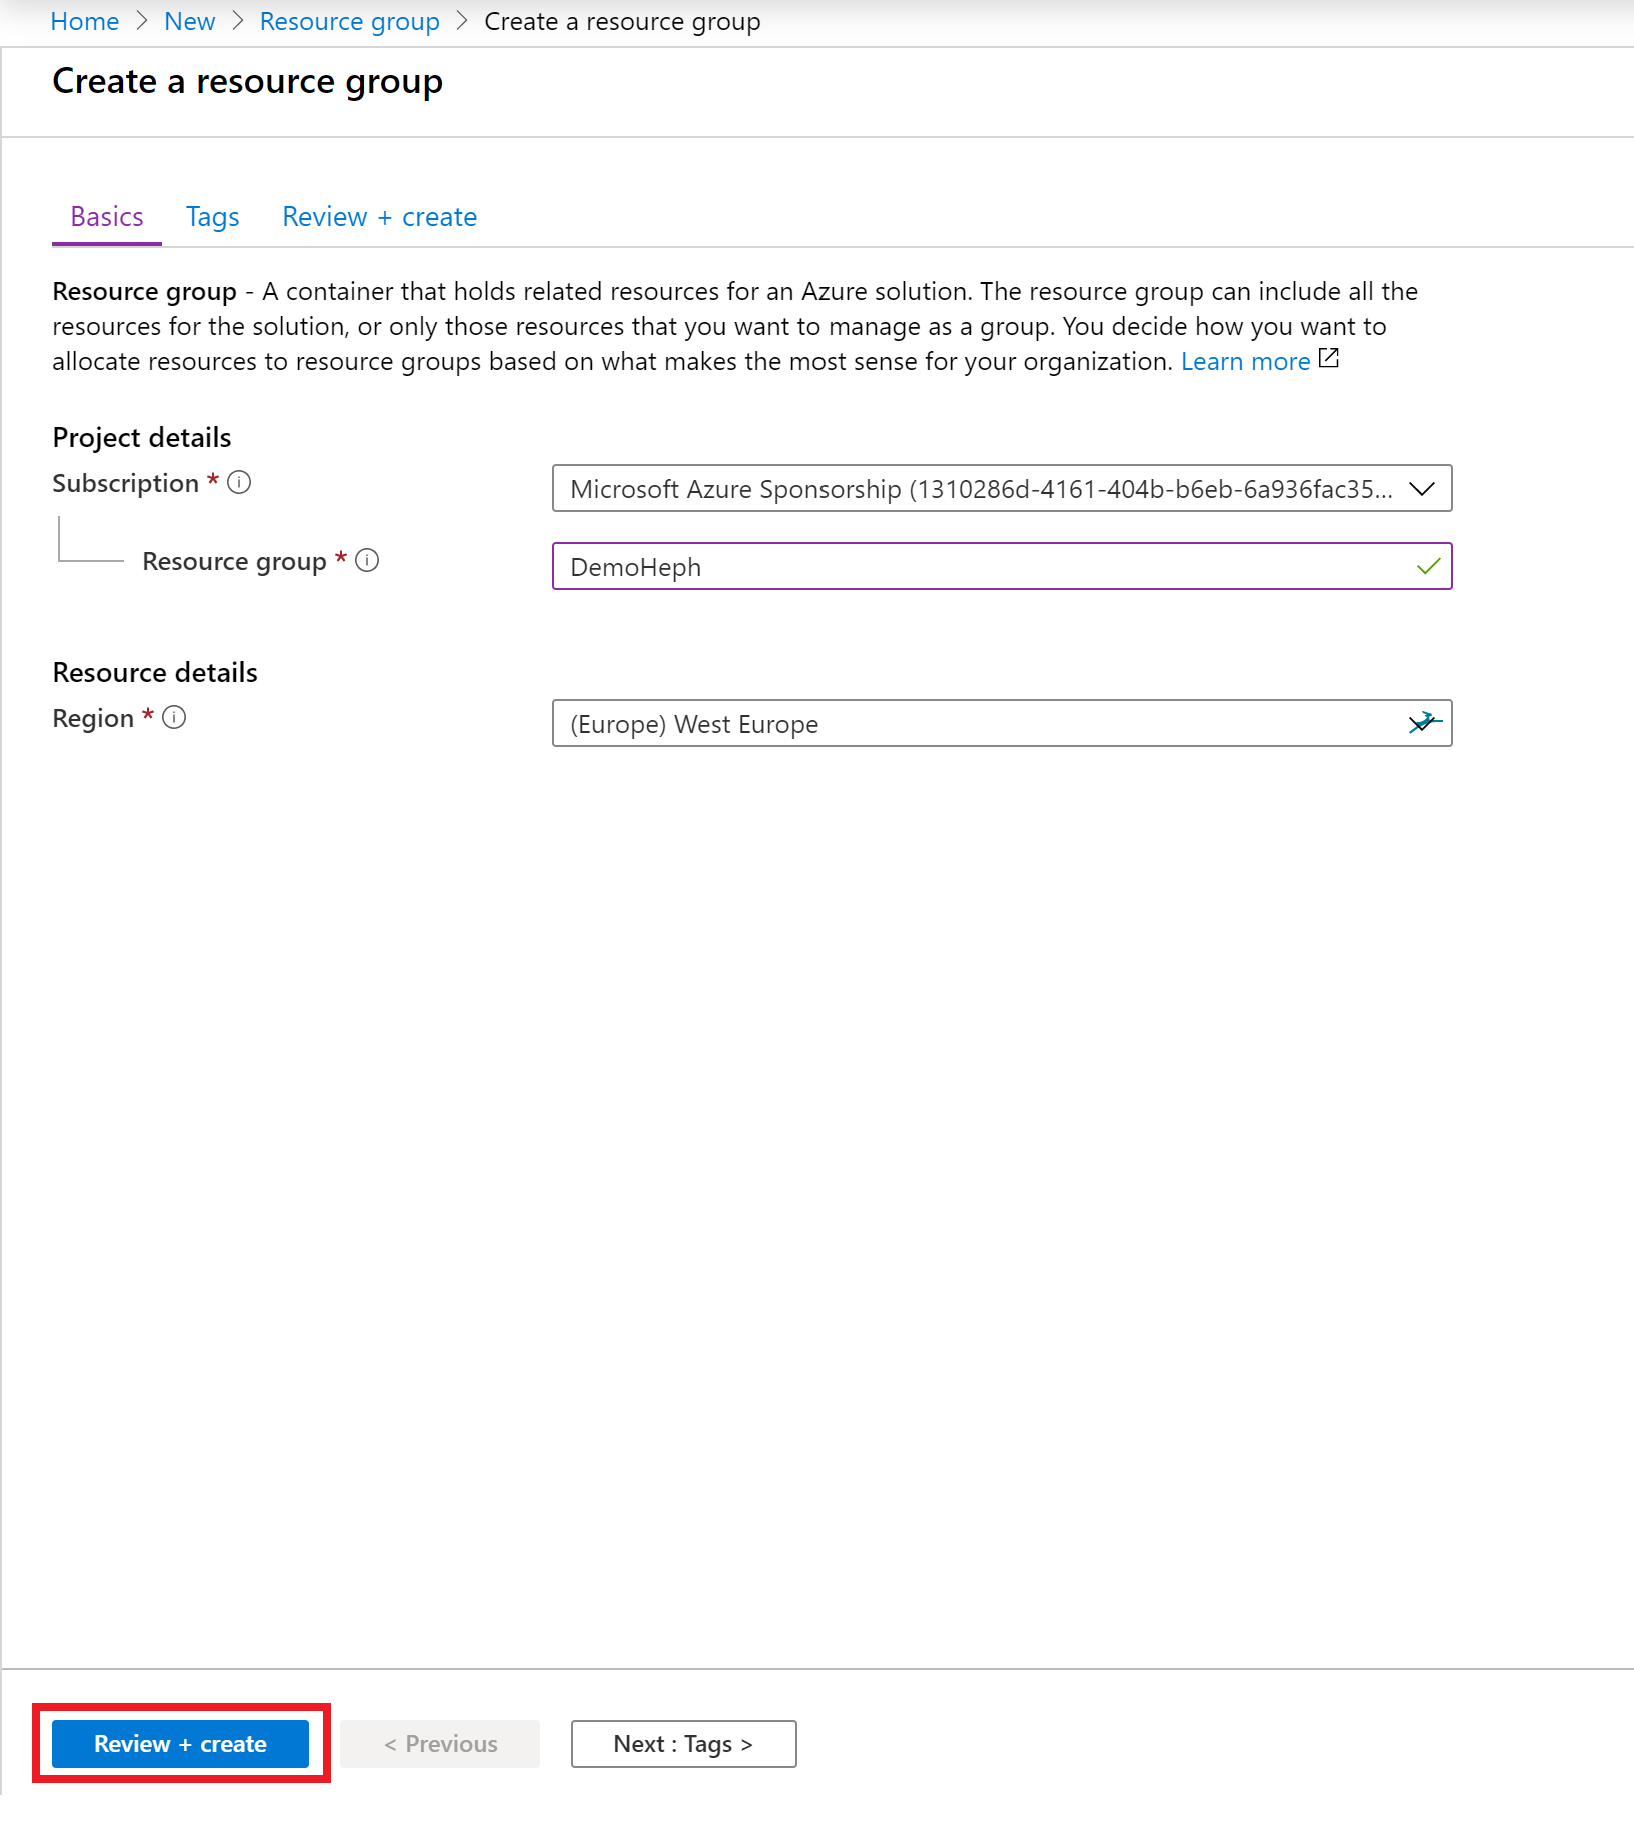 Home > New > Resource group > Create a resource group
Create a resource group
Basics Tags Review + create
Resource group - A container that holds related resources for an Azure solution. The resource group can include all the
resources for the solution, or only those resources that you want to manage as a group. You decide how you want to
allocate resources to resource groups based on what makes the most sense for your organization. Learn more
Project details
Subscription * Microsoft Azure Sponsorship (1310286d-4161-404b-b6eb-6a936fac35...
Resource group * DemoHeph
Resource details
Region * (Europe) West Europe
Review + create < Previous Next : Tags >